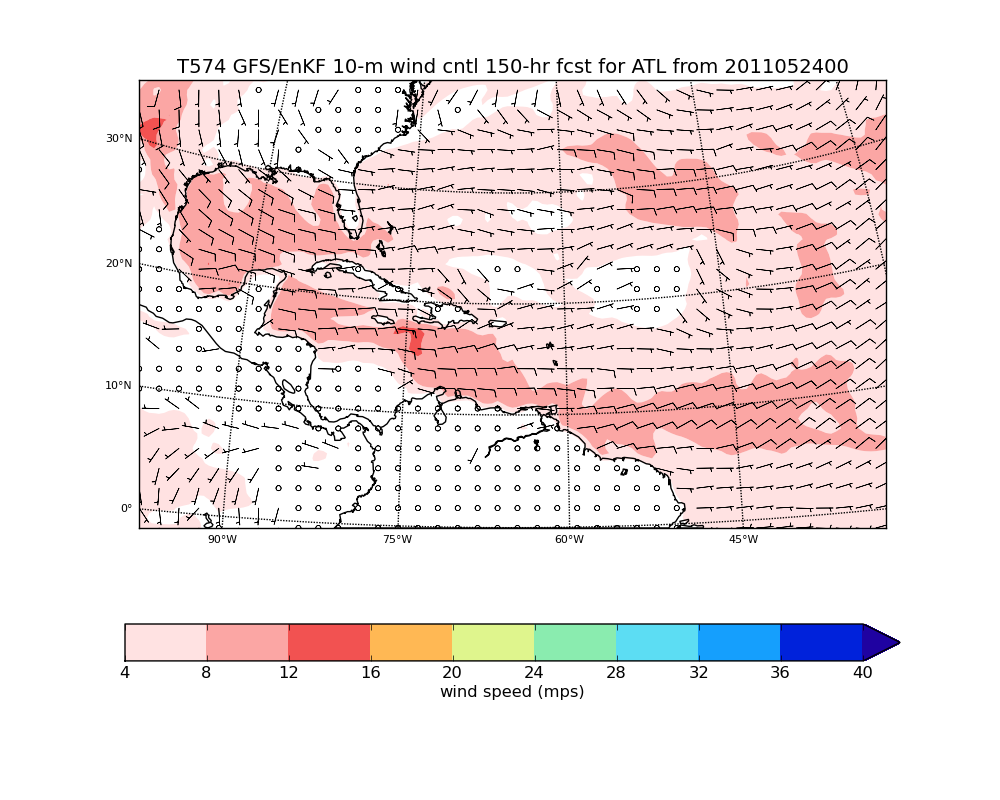 T574 GFS/EnKF 10-m wind cntl 150-hr fcst for ATL from 2011052400
30°N
20°N
10°N
0°
90°W 75°W 60°W 45°W
4 8 12 16 20 24 28 32 36 40
wind speed (mps)